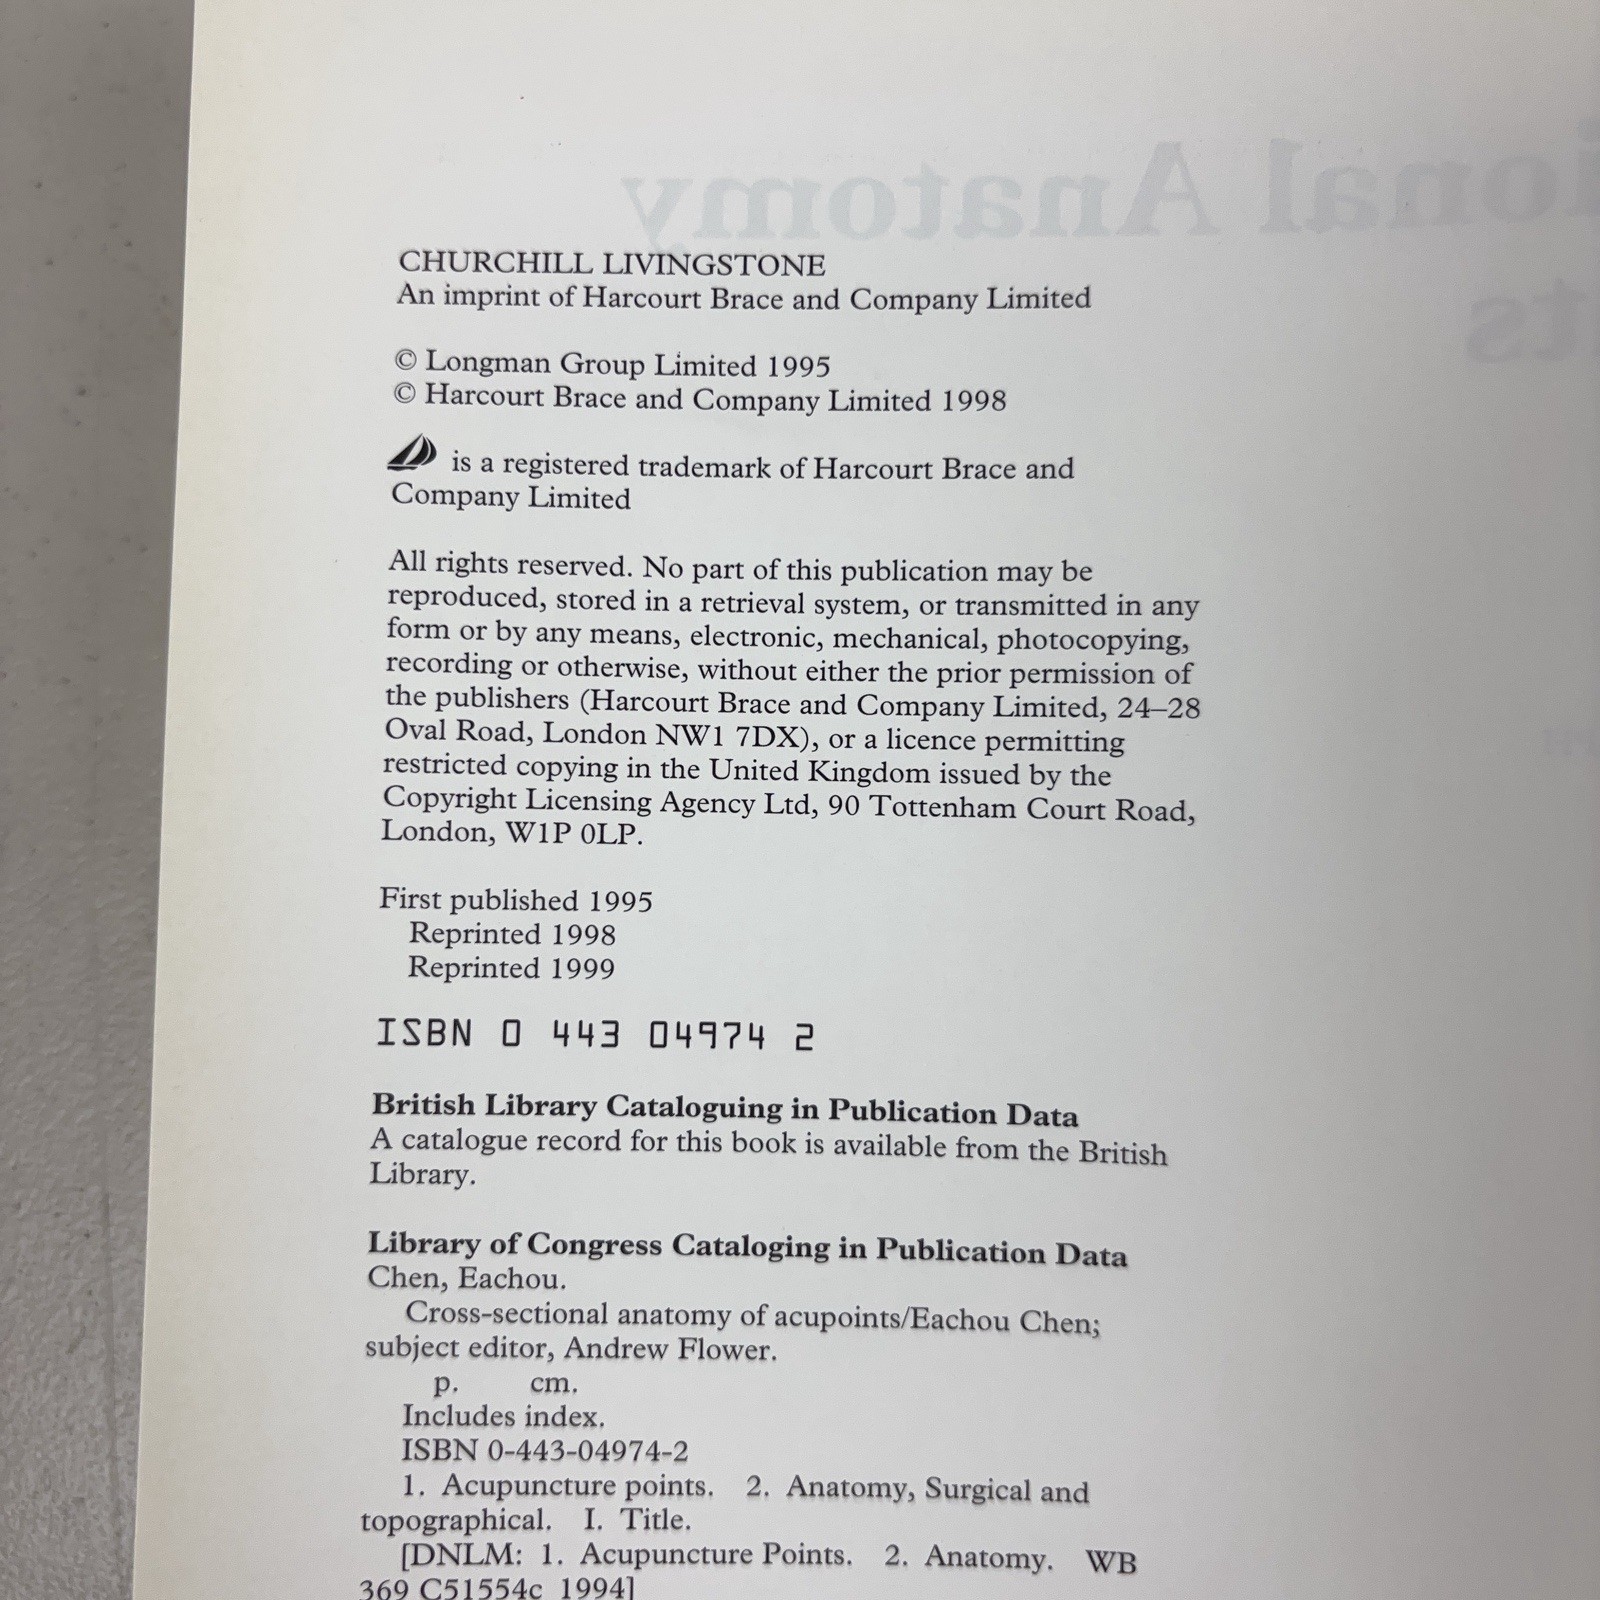 CHURCHILL LIVINGSTONE
An imprint of Harcourt Brace and Company Limited
© Longman Group Limited 1995
© Harcourt Brace and Company Limited 1998
is a registered trademark of Harcourt Brace and
Company Limited
All rights reserved. No part of this publication may be
reproduced, stored in a retrieval system, or transmitted in any
form or by any means, electronic, mechanical, photocopying,
recording or otherwise, without either the prior permission of
the publishers (Harcourt Brace and Company Limited, 24–28
Oval Road, London NW1 7DX), or a licence permitting
restricted copying in the United Kingdom issued by the
Copyright Licensing Agency Ltd, 90 Tottenham Court Road,
London, W1P 0LP.
First published 1995
Reprinted 1998
Reprinted 1999
ISBN 0 443 04974 2
British Library Cataloguing in Publication Data
A catalogue record for this book is available from the British
Library.
Library of Congress Cataloging in Publication Data
Chen, Eachou.
Cross-sectional anatomy of acupoints/Eachou Chen;
subject editor, Andrew Flower.
p. cm.
Includes index.
ISBN 0-443-04974-2
1. Acupuncture points. 2. Anatomy, Surgical and
topographical. I. Title.
[DNLM: 1. Acupuncture Points. 2. Anatomy. WB
369 C51554c 1994]